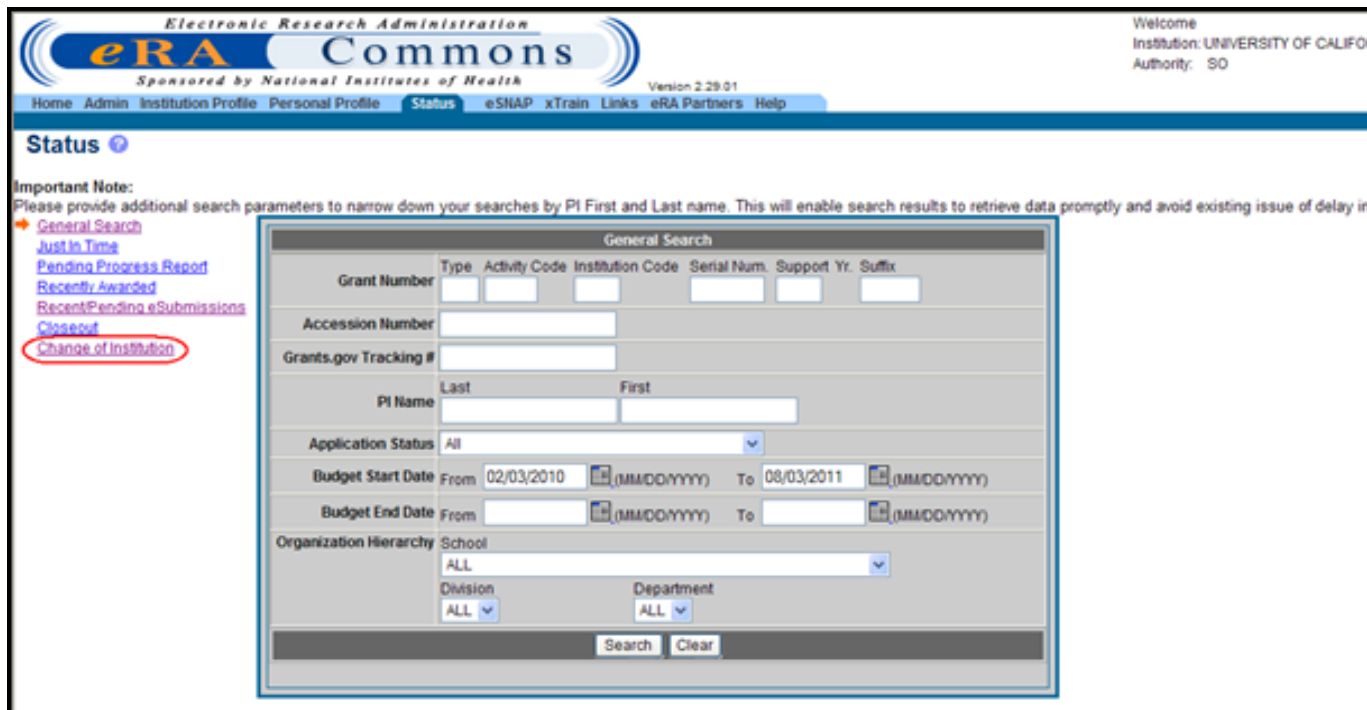 Electronic Research Administration
eRA Commons
Sponsored by National Institutes of Health
Version 2.29.01
Welcome
Institution: UNIVERSITY OF CALIFO
Authority: SO
Home Admin Institution Profile Personal Profile Status eSNAP xTrain Links eRA Partners Help
Status ?
Important Note:
Please provide additional search parameters to narrow down your searches by PI First and Last name. This will enable search results to retrieve data promptly and avoid existing issue of delay in
General Search
Just In Time
Pending Progress Report
Recently Awarded
Recent/Pending eSubmissions
Closeout
Change of Institution
General Search
Type Activity Code Institution Code Serial Num. Support Yr. Suffix
Grant Number
Accession Number
Grants.gov Tracking #
Last First
PI Name
Application Status All
Budget Start Date From 02/03/2010 (MM/DD/YYYY) To 08/03/2011 (MM/DD/YYYY)
Budget End Date From (MM/DD/YYYY) To (MM/DD/YYYY)
Organization Hierarchy School
ALL
Division Department
ALL ALL
Search Clear